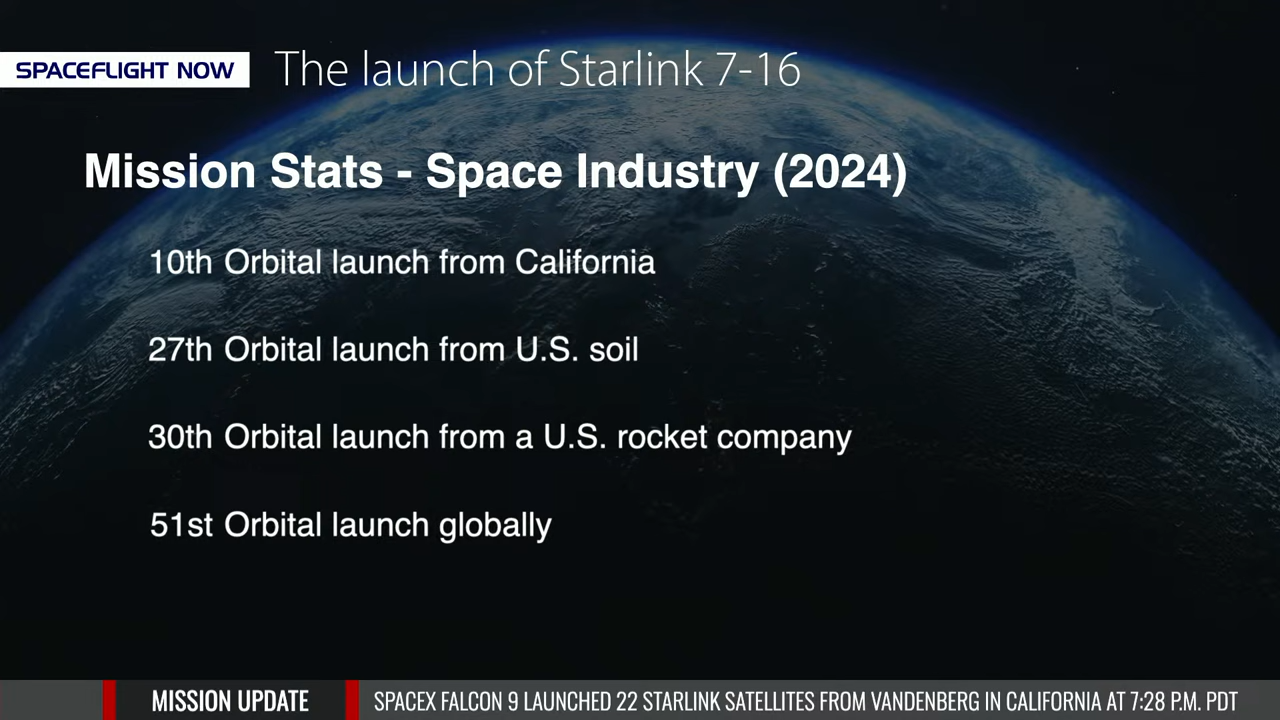 SPACEFLIGHT NOW
The launch of Starlink 7-16
Mission Stats - Space Industry (2024)
10th Orbital launch from California
27th Orbital launch from U.S. soil
30th Orbital launch from a U.S. rocket company
51st Orbital launch globally
MISSION UPDATE
SPACEX FALCON 9 LAUNCHED 22 STARLINK SATELLITES FROM VANDENBERG IN CALIFORNIA AT 7:28 P.M. PDT